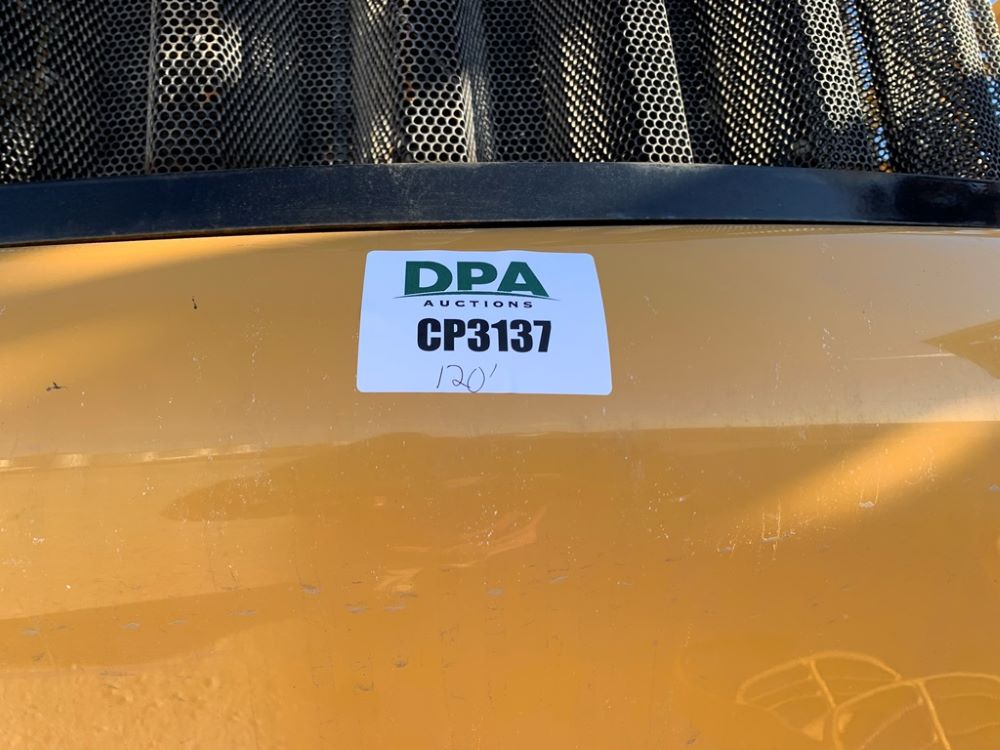 DPA
AUCTIONS
CP3137
120'